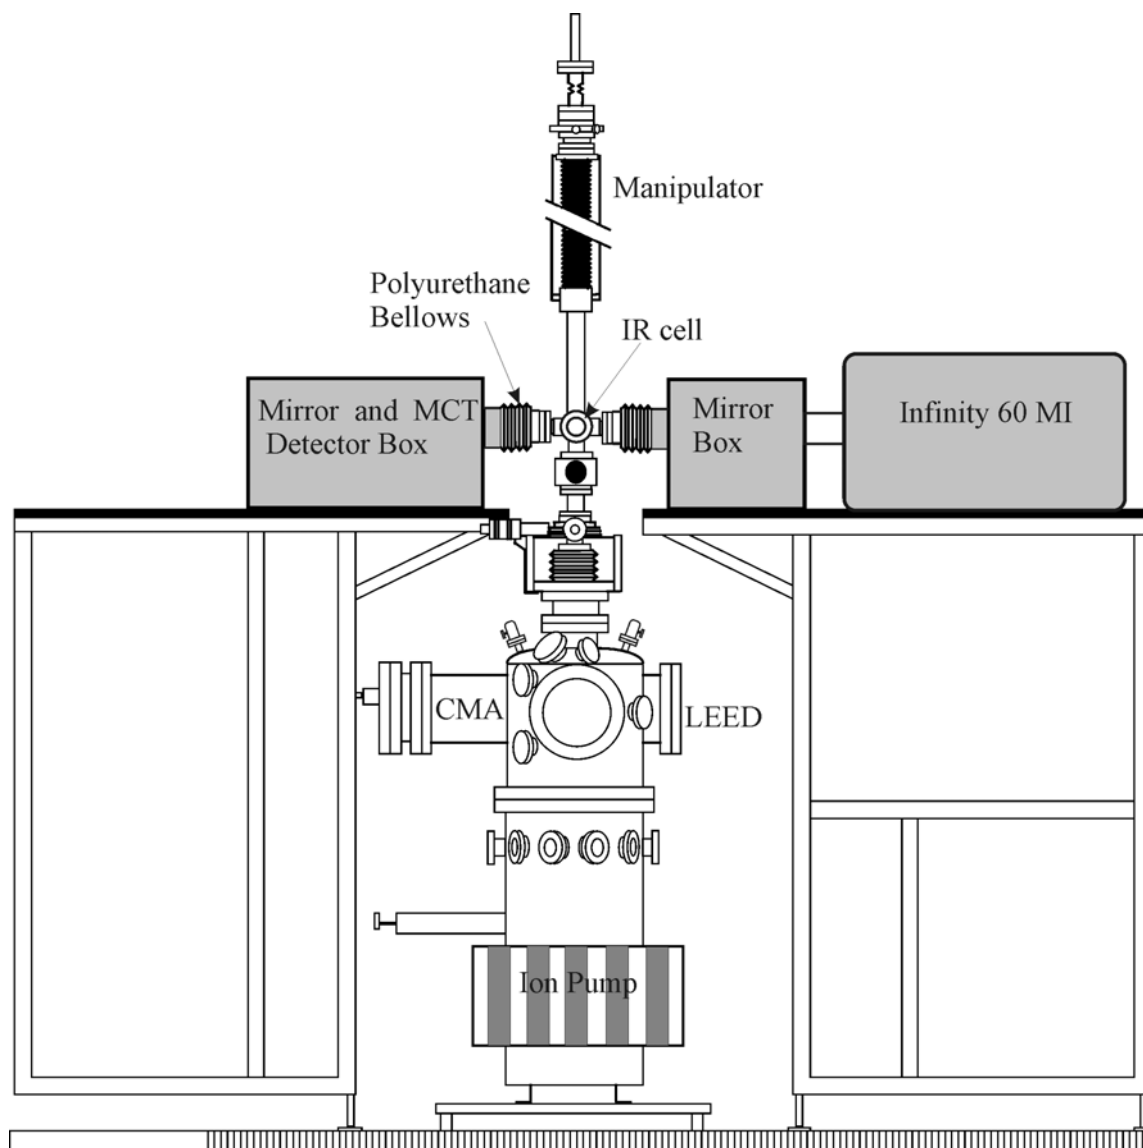 Manipulator
Polyurethane
Bellows
IR cell
Mirror and MCT
Detector Box
Mirror
Box
Infinity 60 MI
CMA
LEED
Ion Pump